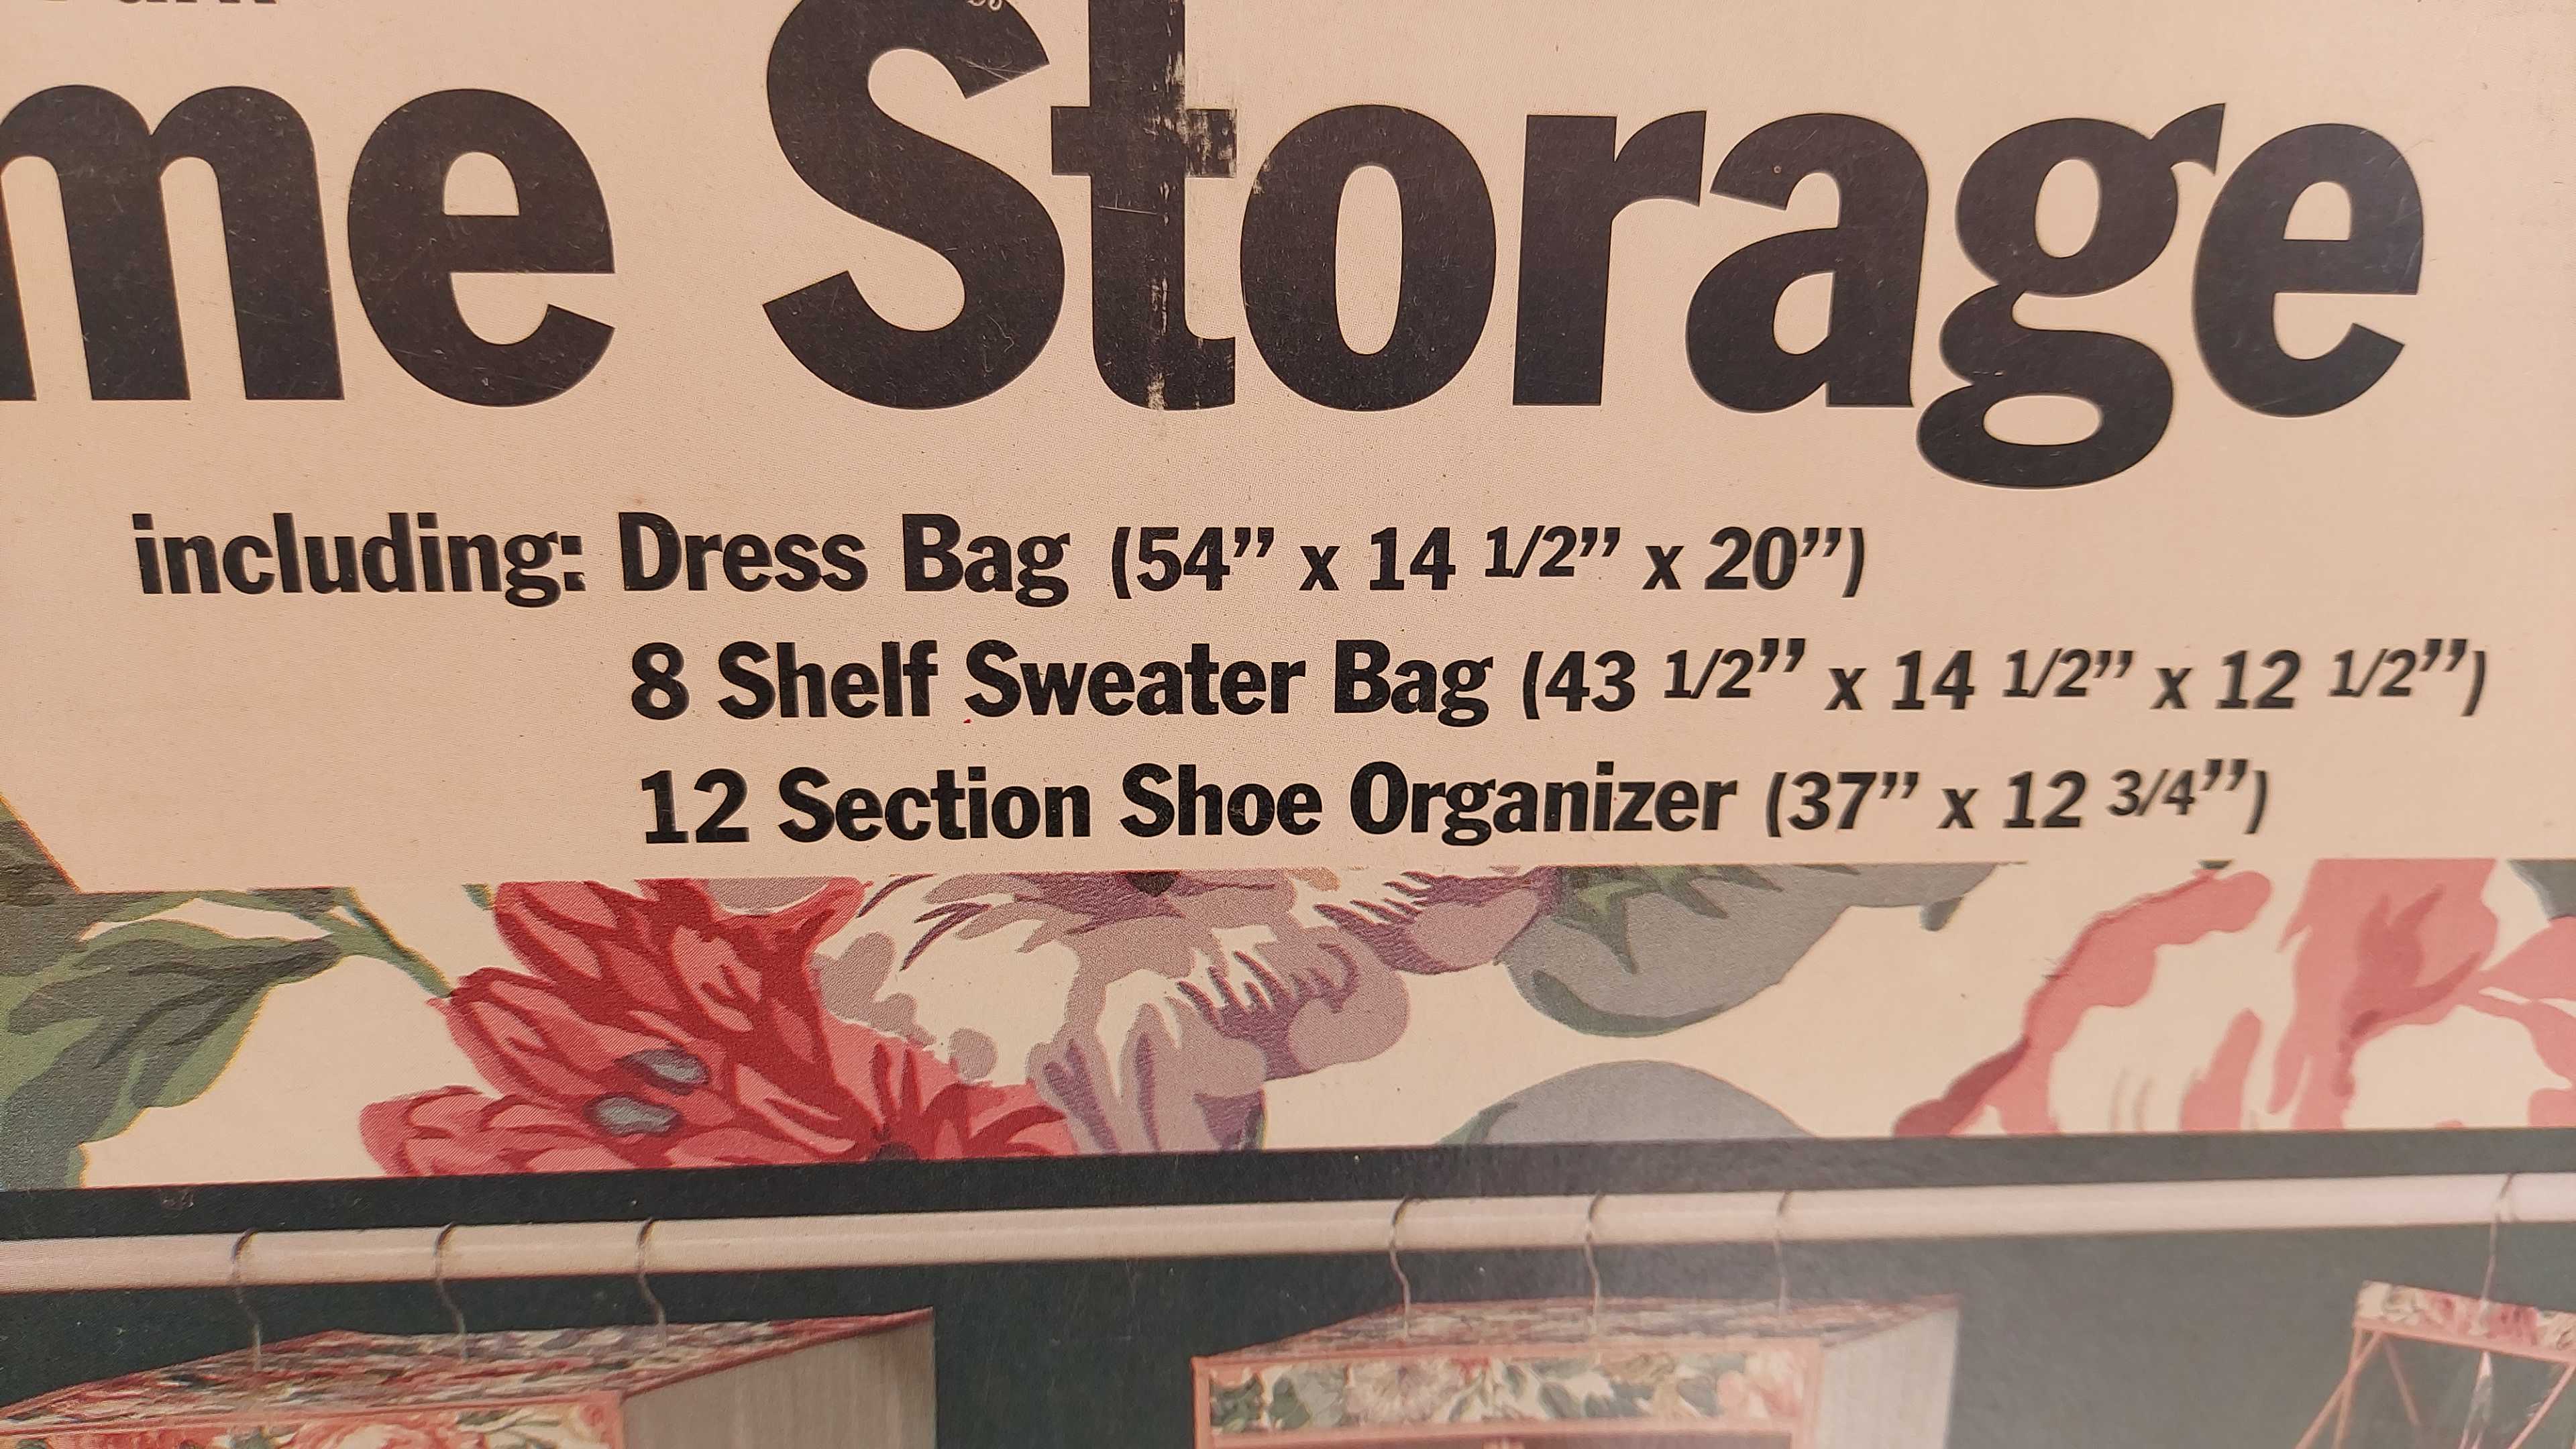 me Storage
including: Dress Bag (54” x 14 1/2” x 20”)
8 Shelf Sweater Bag (43 1/2” x 14 1/2” x 12 1/2”)
12 Section Shoe Organizer (37” x 12 3/4”)